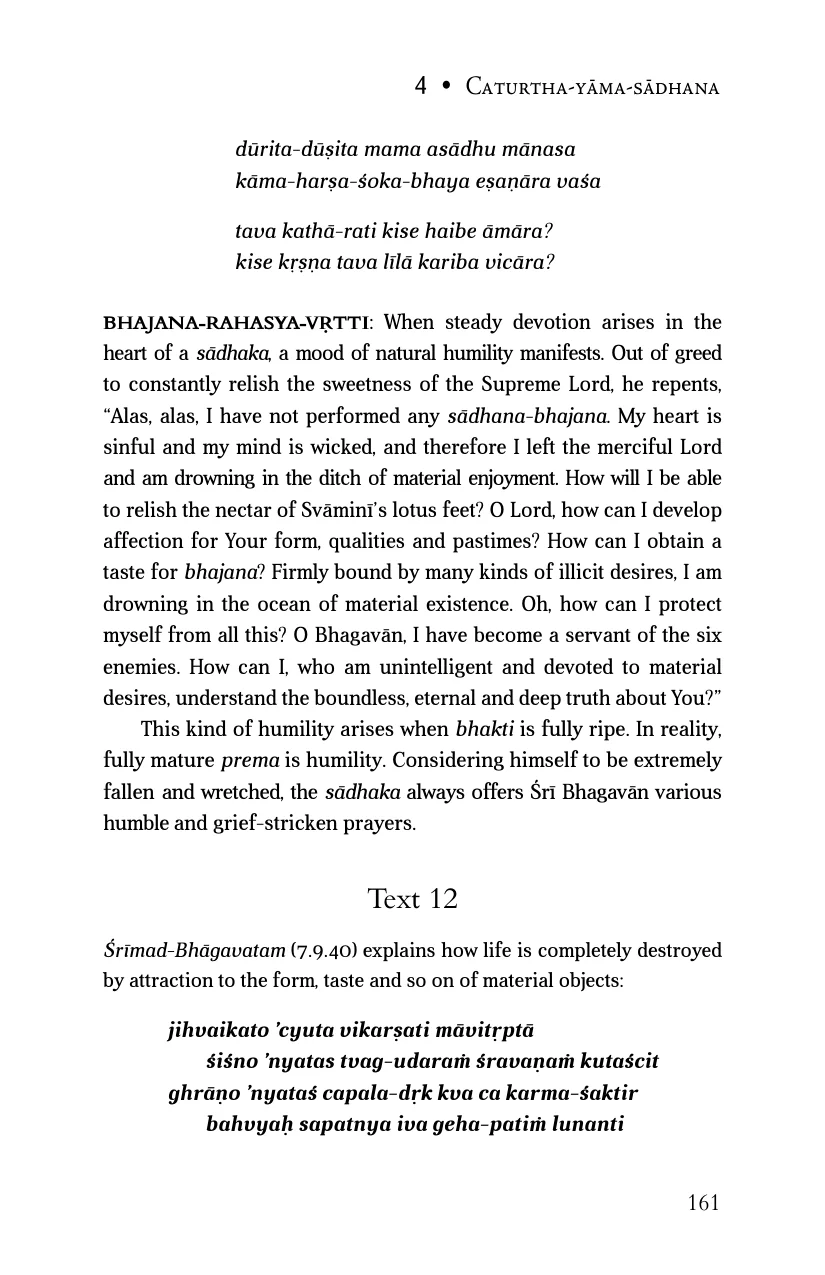 4 • Caturtha-yāma-sādhana
dūrita-dūṣita mama asādhu mānasa
kāma-harṣa-śoka-bhaya eṣaṇāra vaśa
tava kathā-rati kise haibe āmāra?
kise kṛṣṇa tava līlā kariba vicāra?
BHAJANA-RAHASYA-VṚTTI: When steady devotion arises in the
heart of a sādhaka, a mood of natural humility manifests. Out of greed
to constantly relish the sweetness of the Supreme Lord, he repents,
“Alas, alas, I have not performed any sādhana-bhajana. My heart is
sinful and my mind is wicked, and therefore I left the merciful Lord
and am drowning in the ditch of material enjoyment. How will I be able
to relish the nectar of Svāminī’s lotus feet? O Lord, how can I develop
affection for Your form, qualities and pastimes? How can I obtain a
taste for bhajana? Firmly bound by many kinds of illicit desires, I am
drowning in the ocean of material existence. Oh, how can I protect
myself from all this? O Bhagavān, I have become a servant of the six
enemies. How can I, who am unintelligent and devoted to material
desires, understand the boundless, eternal and deep truth about You?”
This kind of humility arises when bhakti is fully ripe. In reality,
fully mature prema is humility. Considering himself to be extremely
fallen and wretched, the sādhaka always offers Śrī Bhagavān various
humble and grief-stricken prayers.
Text 12
Śrīmad-Bhāgavatam (7.9.40) explains how life is completely destroyed
by attraction to the form, taste and so on of material objects:
jihvaikato ’cyuta vikarṣati māvitṛptā
śiśno ’nyatas tvag-udaraṁ śravaṇaṁ kutaścit
ghrāṇo ’nyataś capala-dṛk kva ca karma-śaktir
bahvyaḥ sapatnya iva geha-patiṁ lunanti
161